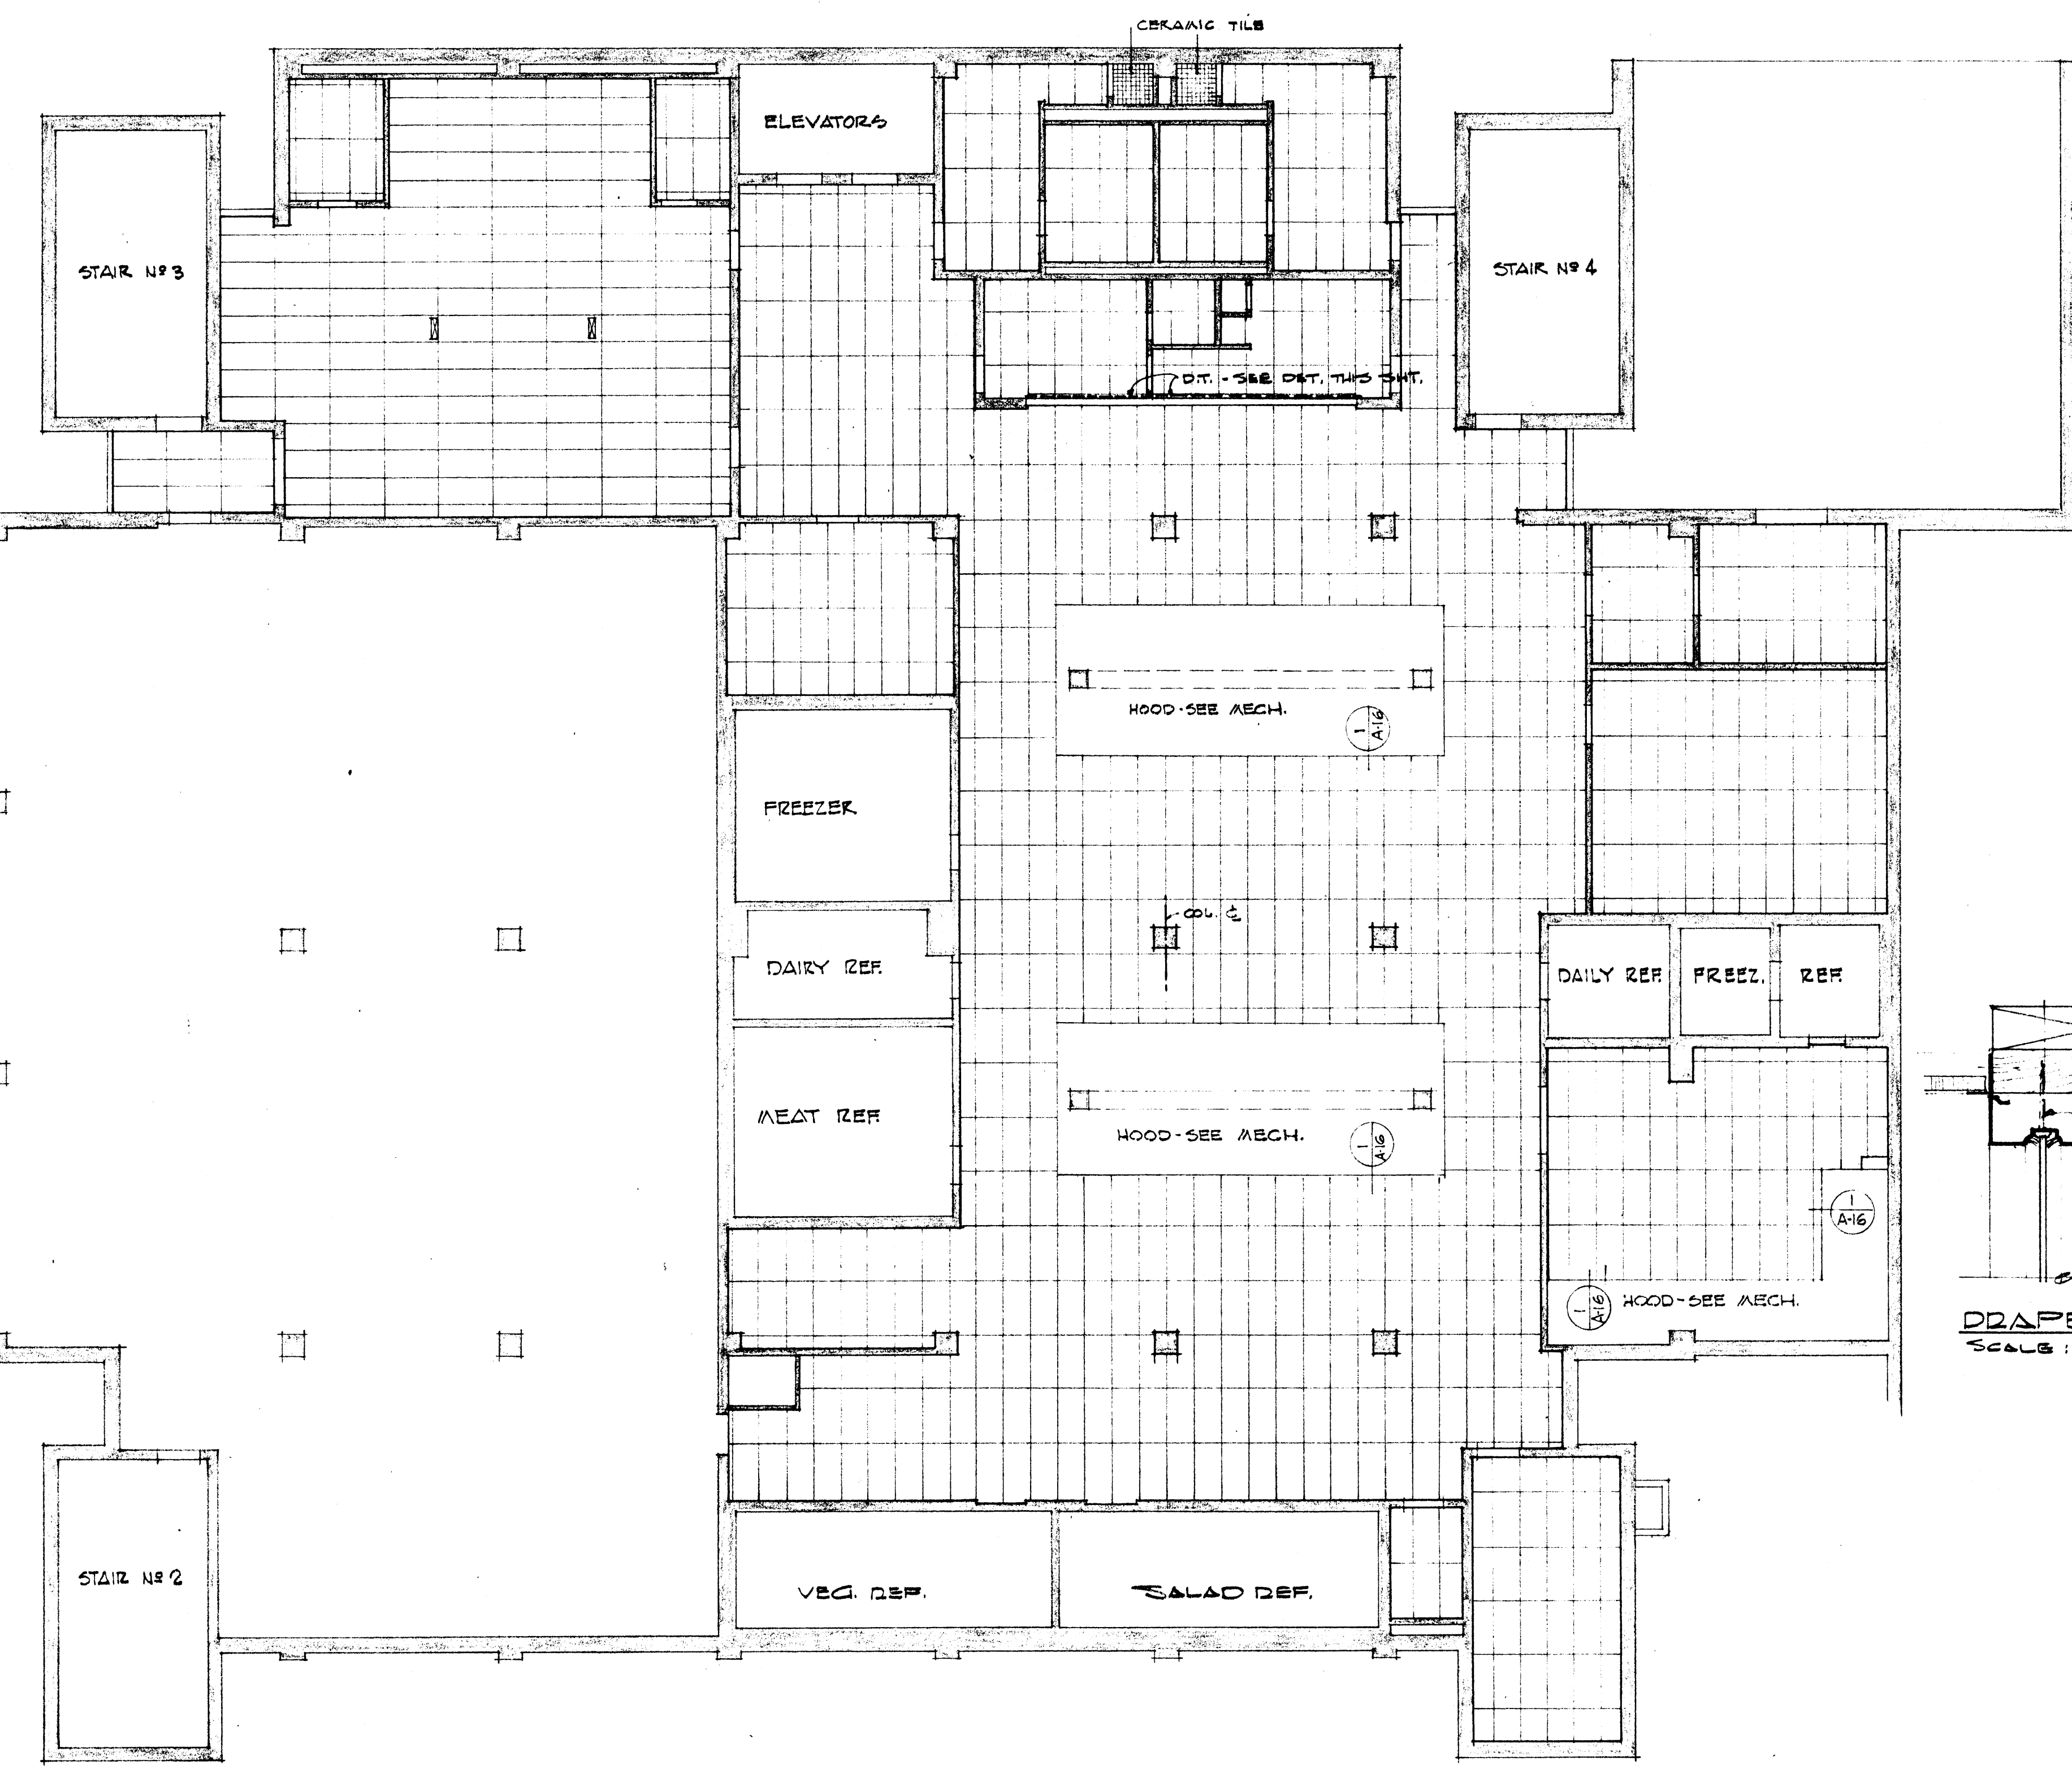 CERAMIC TILE
ELEVATORS
STAIR Nº 3
STAIR Nº 4
D.T. - SEE DET. THIS SHT.
HOOD-SEE MECH.
1
A-16
FREEZER
COL. ℄
DAIRY REF.
DAILY REF.
FREEZ.
REF.
MEAT REF.
HOOD-SEE MECH.
1
A-16
1
A-16
1
A-16
HOOD-SEE MECH.
DRAPE
SCALE :
STAIR Nº 2
VEG. REF.
SALAD REF.